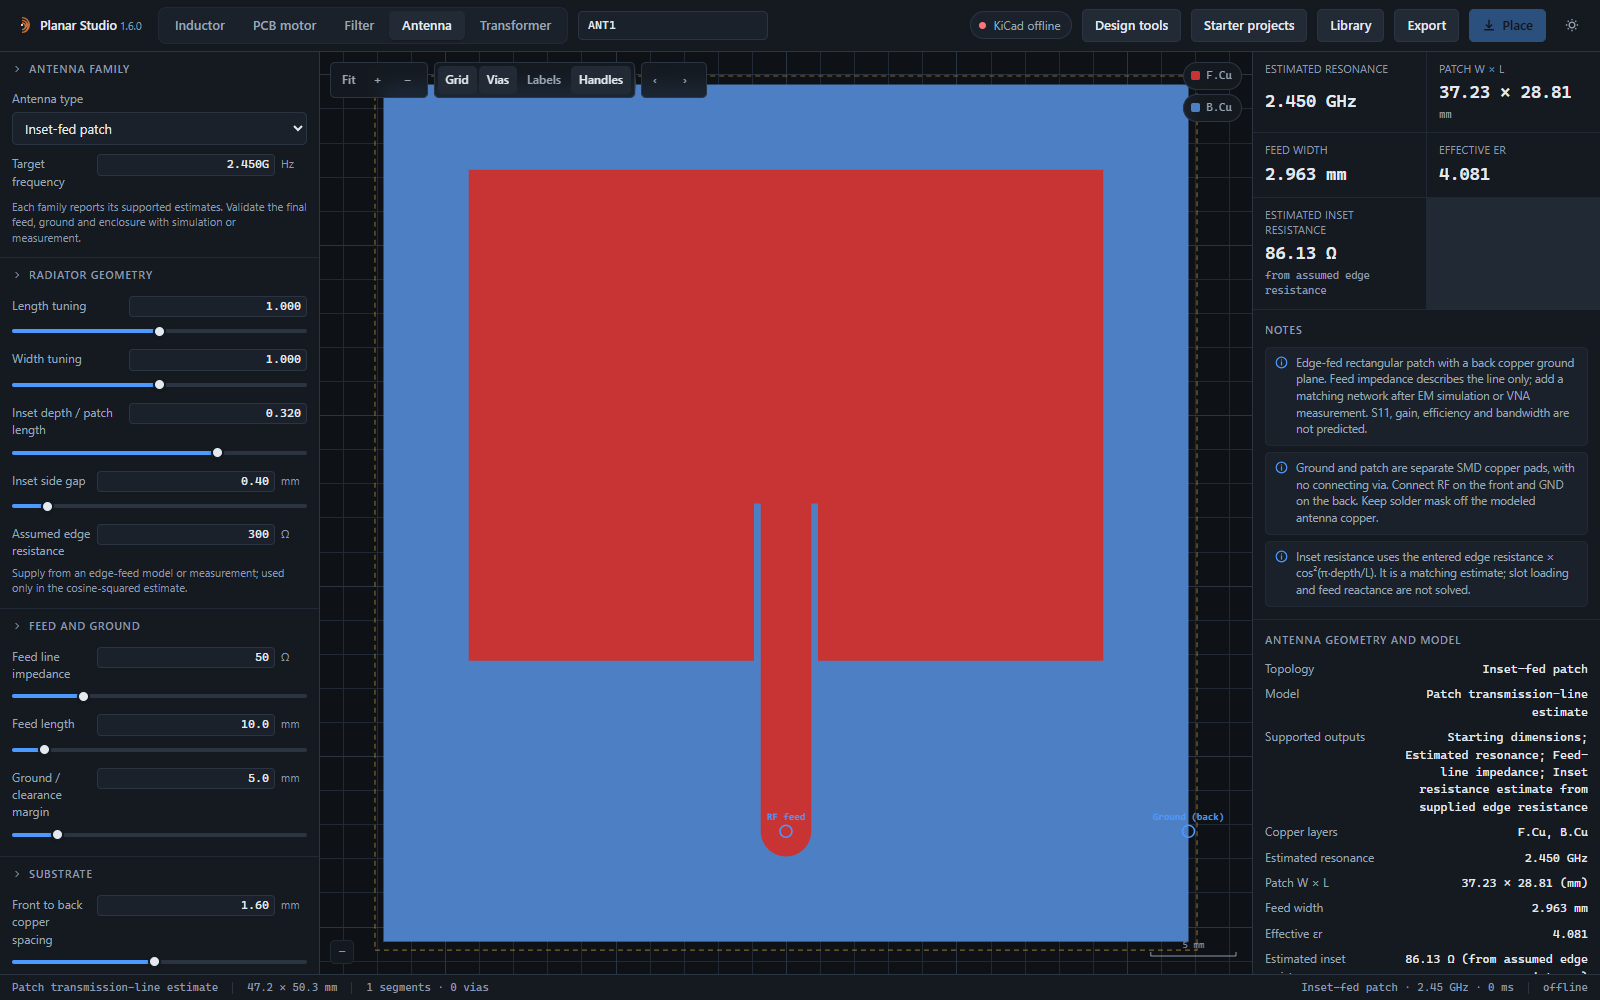 Planar Studio 1.6.0
Inductor
PCB motor
Filter
Antenna
Transformer
ANT1
KiCad offline
Design tools
Starter projects
Library
Export
Place
ANTENNA FAMILY
Antenna type
Inset-fed patch
Target
frequency
2.450G
Hz
Each family reports its supported estimates. Validate the final
feed, ground and enclosure with simulation or
measurement.
RADIATOR GEOMETRY
Length tuning
1.000
Width tuning
1.000
Inset depth / patch
length
0.320
Inset side gap
0.40
mm
Assumed edge
resistance
300
Ω
Supply from an edge-feed model or measurement; used
only in the cosine-squared estimate.
FEED AND GROUND
Feed line
impedance
50
Ω
Feed length
10.0
mm
Ground /
clearance
margin
5.0
mm
SUBSTRATE
Front to back
copper
spacing
1.60
mm
Fit
+
−
Grid
Vias
Labels
Handles
‹
›
F.Cu
B.Cu
RF feed
Ground (back)
5 mm
−
ESTIMATED RESONANCE
2.450 GHz
PATCH W × L
37.23 × 28.81
mm
FEED WIDTH
2.963 mm
EFFECTIVE ΕR
4.081
ESTIMATED INSET
RESISTANCE
86.13 Ω
from assumed edge
resistance
NOTES
Edge-fed rectangular patch with a back copper ground
plane. Feed impedance describes the line only; add a
matching network after EM simulation or VNA
measurement. S11, gain, efficiency and bandwidth are
not predicted.
Ground and patch are separate SMD copper pads, with
no connecting via. Connect RF on the front and GND
on the back. Keep solder mask off the modeled
antenna copper.
Inset resistance uses the entered edge resistance ×
cos²(π·depth/L). It is a matching estimate; slot loading
and feed reactance are not solved.
ANTENNA GEOMETRY AND MODEL
Topology
Inset-fed patch
Model
Patch transmission-line
estimate
Supported outputs
Starting dimensions;
Estimated resonance; Feed-
line impedance; Inset
resistance estimate from
supplied edge resistance
Copper layers
F.Cu, B.Cu
Estimated resonance
2.450 GHz
Patch W × L
37.23 × 28.81 (mm)
Feed width
2.963 mm
Effective εr
4.081
Estimated inset
86.13 Ω (from assumed edge
Patch transmission-line estimate
47.2 × 50.3 mm
1 segments · 0 vias
Inset-fed patch · 2.45 GHz · 0 ms
offline